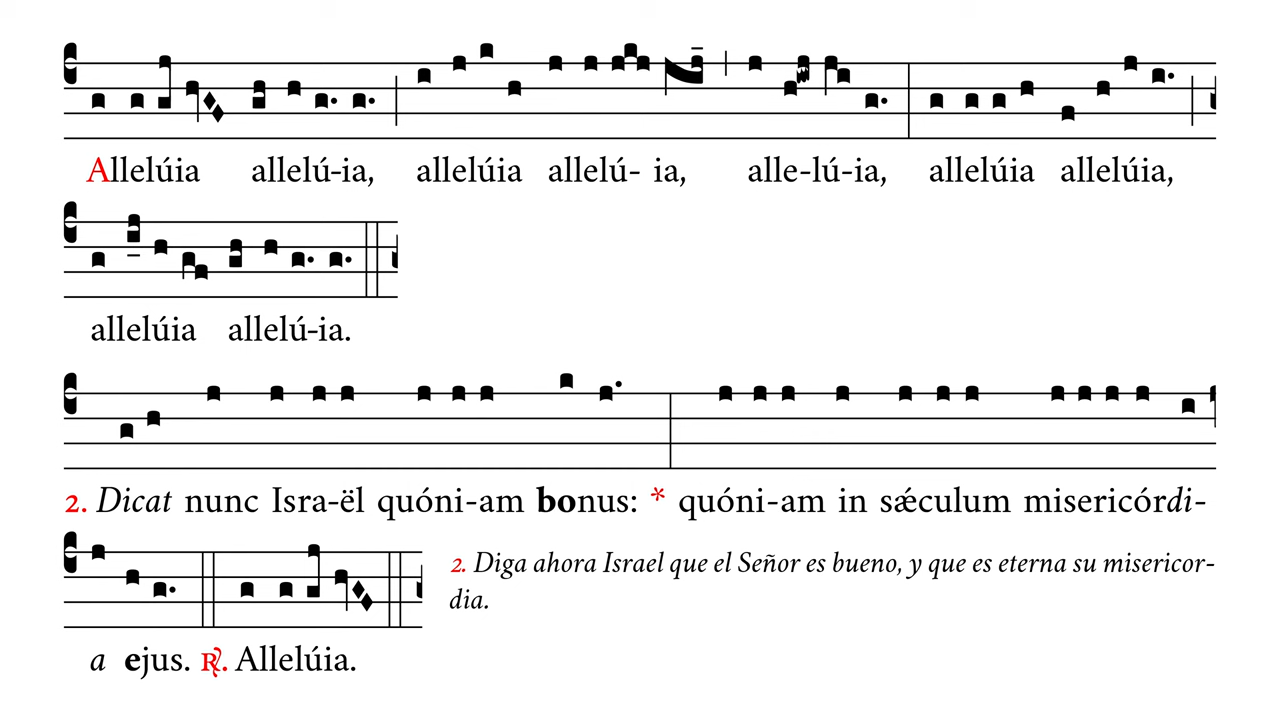 Allelúia allelú-ia, allelúia allelú- ia, alle-lú-ia, allelúia allelúia,
allelúia allelú-ia.
2. Dicat nunc Isra-ël quóni-am bonus: * quóni-am in sǽculum misericórdi-
2. Diga ahora Israel que el Señor es bueno, y que es eterna su misericor-
dia.
a ejus. ℟. Allelúia.